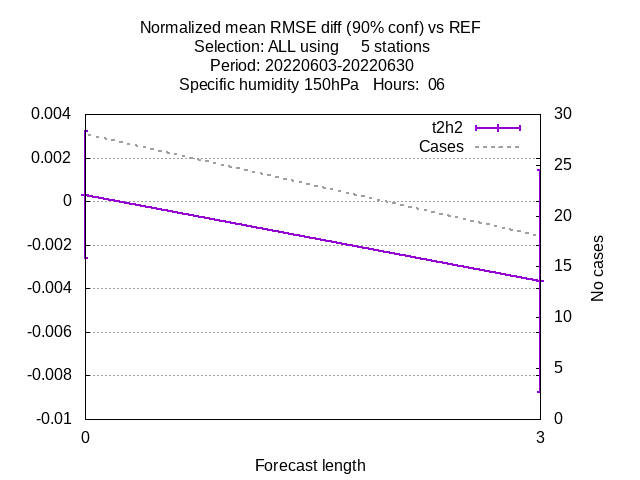 Normalized mean RMSE diff (90% conf) vs REF
Selection: ALL using     5 stations
Period: 20220603-20220630
Specific humidity 150hPa   Hours:  06
t2h2
Cases
0.004
0.002
0
-0.002
-0.004
-0.006
-0.008
-0.01
30
25
20
15
10
5
0
No cases
0
3
Forecast length